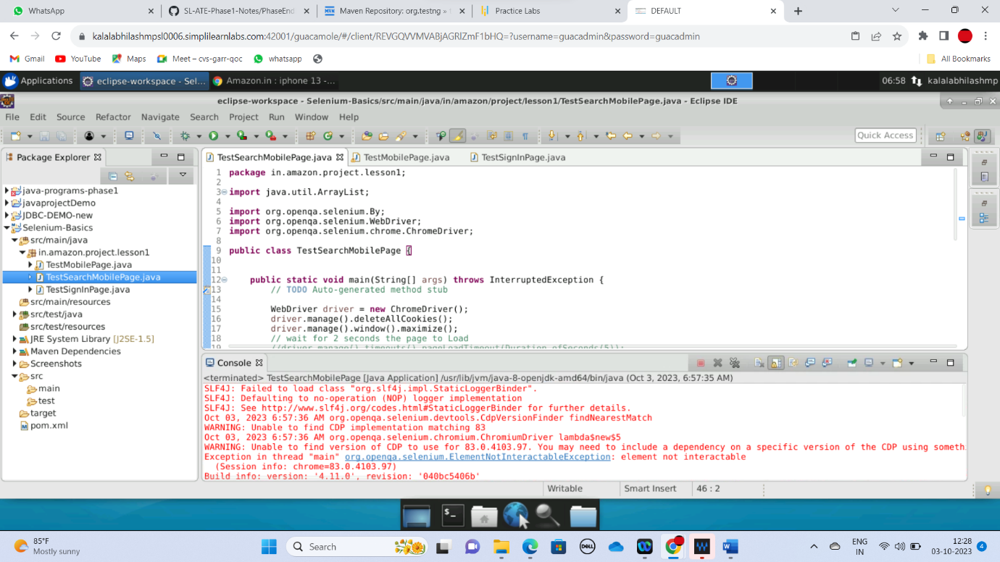 WhatsApp
SL-ATE-Phase1-Notes/PhaseEnd
Maven Repository: org.testng » t
Practice Labs
DEFAULT
kalalabhilashmpsl0006.simplilearnlabs.com:42001/guacamole/#/client/REVGQVVMVABjAGRlZmF1bHQ=?username=guacadmin&password=guacadmin
Gmail YouTube Maps Meet – cvs-garr-qoc whatsapp All Bookmarks
Applications eclipse-workspace - Sel... Amazon.in : iphone 13 -... 06:58 kalalabhilashmp
eclipse-workspace - Selenium-Basics/src/main/java/in/amazon/project/lesson1/TestSearchMobilePage.java - Eclipse IDE
File Edit Source Refactor Navigate Search Project Run Window Help
Quick Access
Package Explorer
java-programs-phase1
javaprojectDemo
JDBC-DEMO-new
Selenium-Basics
src/main/java
in.amazon.project.lesson1
TestMobilePage.java
TestSearchMobilePage.java
TestSignInPage.java
src/main/resources
src/test/java
src/test/resources
JRE System Library [J2SE-1.5]
Maven Dependencies
Screenshots
src
main
test
target
pom.xml
TestSearchMobilePage.java TestMobilePage.java TestSignInPage.java
1 package in.amazon.project.lesson1;
2
3 import java.util.ArrayList;
4
5 import org.openqa.selenium.By;
6 import org.openqa.selenium.WebDriver;
7 import org.openqa.selenium.chrome.ChromeDriver;
8
9 public class TestSearchMobilePage {
10
11
12 public static void main(String[] args) throws InterruptedException {
13 // TODO Auto-generated method stub
14
15 WebDriver driver = new ChromeDriver();
16 driver.manage().deleteAllCookies();
17 driver.manage().window().maximize();
18 // wait for 2 seconds the page to Load
19 //driver.manage().timeouts().pageLoadTimeout(Duration.ofSeconds(5));
Console
<terminated> TestSearchMobilePage [Java Application] /usr/lib/jvm/java-8-openjdk-amd64/bin/java (Oct 3, 2023, 6:57:35 AM)
SLF4J: Failed to load class "org.slf4j.impl.StaticLoggerBinder".
SLF4J: Defaulting to no-operation (NOP) logger implementation
SLF4J: See http://www.slf4j.org/codes.html#StaticLoggerBinder for further details.
Oct 03, 2023 6:57:36 AM org.openqa.selenium.devtools.CdpVersionFinder findNearestMatch
WARNING: Unable to find CDP implementation matching 83
Oct 03, 2023 6:57:36 AM org.openqa.selenium.chromium.ChromiumDriver lambda$new$5
WARNING: Unable to find version of CDP to use for 83.0.4103.97. You may need to include a dependency on a specific version of the CDP using somethi
Exception in thread "main" org.openqa.selenium.ElementNotInteractableException: element not interactable
(Session info: chrome=83.0.4103.97)
Build info: version: '4.11.0', revision: '040bc5406b'
Writable Smart Insert 46 : 2
85°F
Mostly sunny
Search
DELL
ENG
IN
12:28
03-10-2023
4